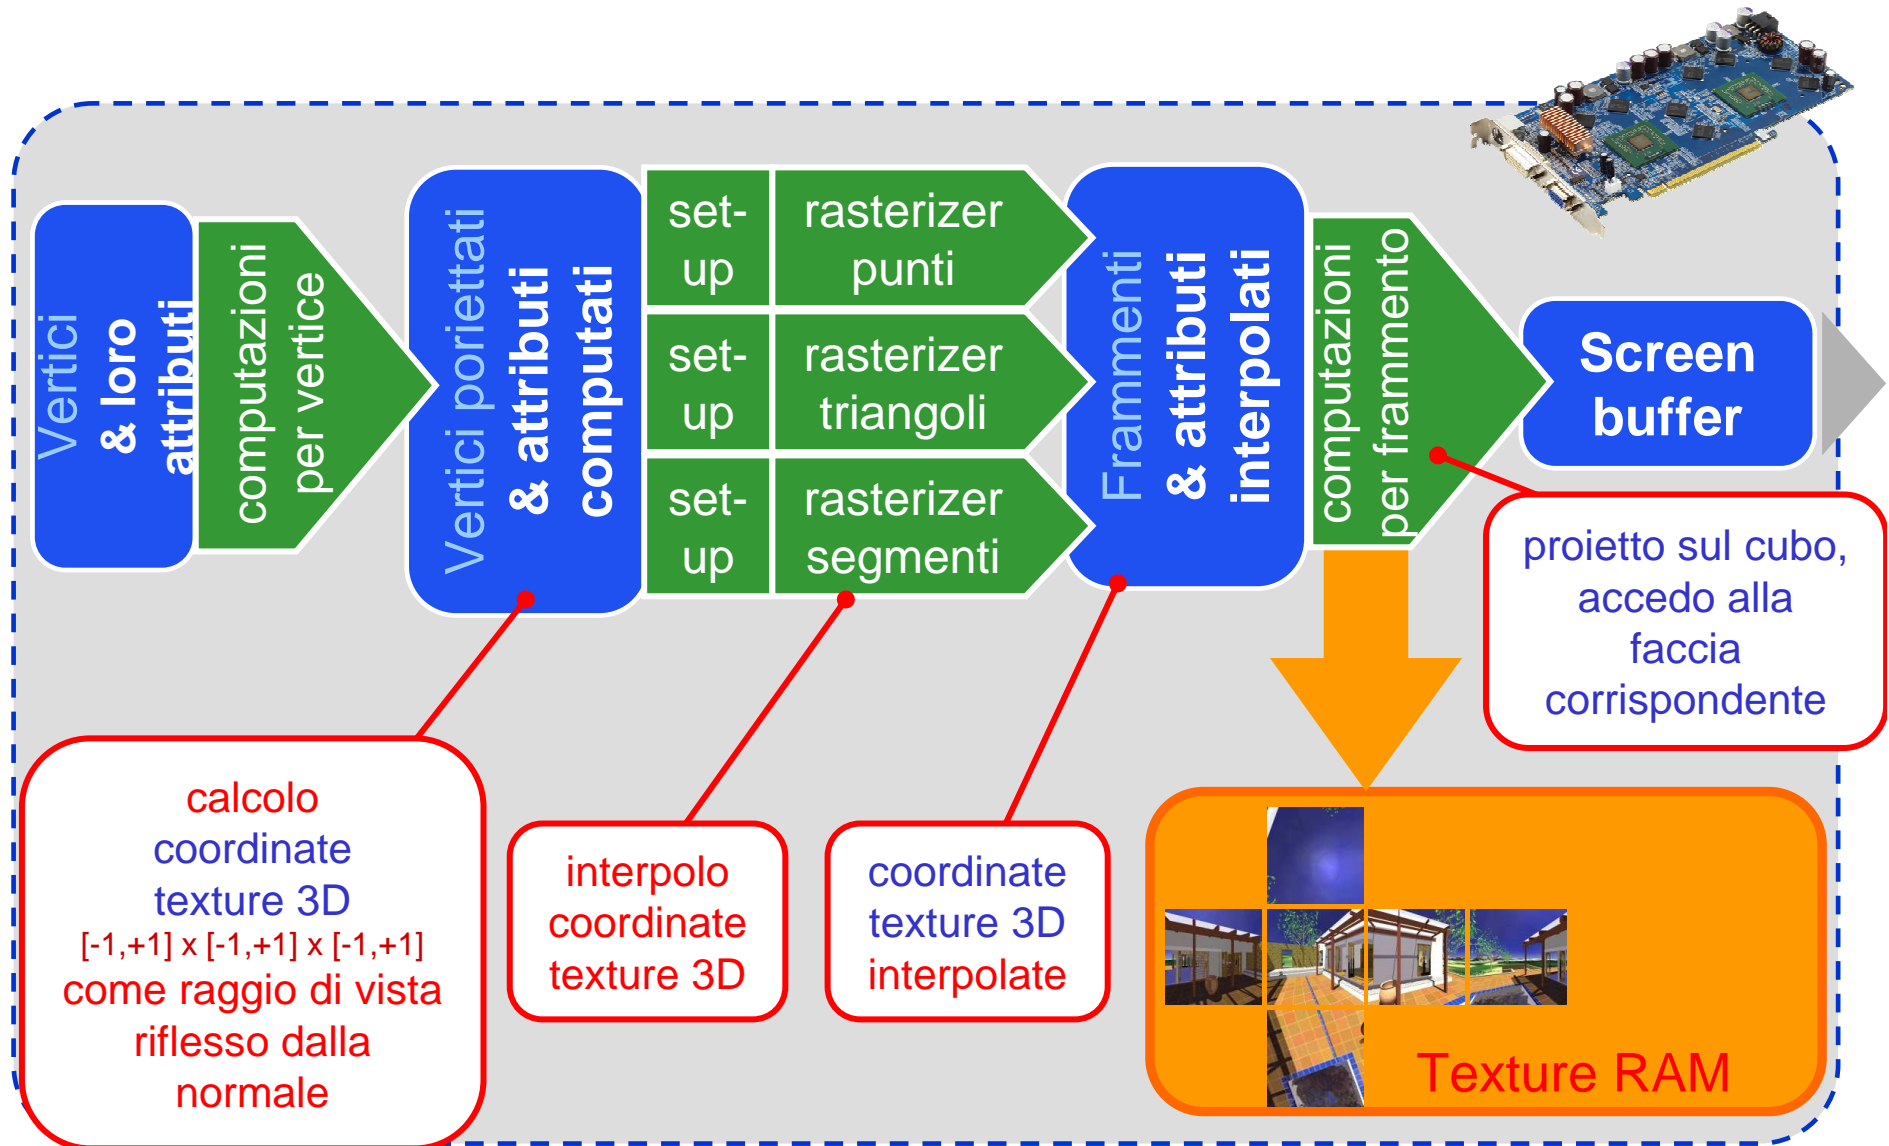 Vertici
& loro
attributi
computazioni
per vertice
Vertici poriettati
& attributi
computati
set-
up
rasterizer
punti
set-
up
rasterizer
triangoli
set-
up
rasterizer
segmenti
Frammenti
& attributi
interpolati
computazioni
per frammento
Screen
buffer
proietto sul cubo,
accedo alla
faccia
corrispondente
calcolo
coordinate
texture 3D
[-1,+1] x [-1,+1] x [-1,+1]
come raggio di vista
riflesso dalla
normale
interpolo
coordinate
texture 3D
coordinate
texture 3D
interpolate
Texture RAM